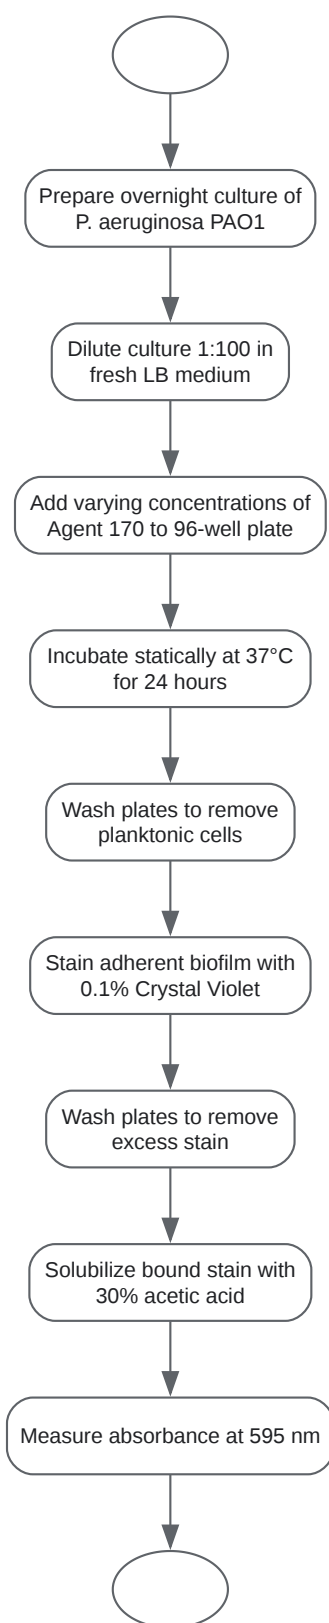 Prepare overnight culture of
P. aeruginosa PAO1
Dilute culture 1:100 in
fresh LB medium
Add varying concentrations of
Agent 170 to 96-well plate
Incubate statically at 37°C
for 24 hours
Wash plates to remove
planktonic cells
Stain adherent biofilm with
0.1% Crystal Violet
Wash plates to remove
excess stain
Solubilize bound stain with
30% acetic acid
Measure absorbance at 595 nm